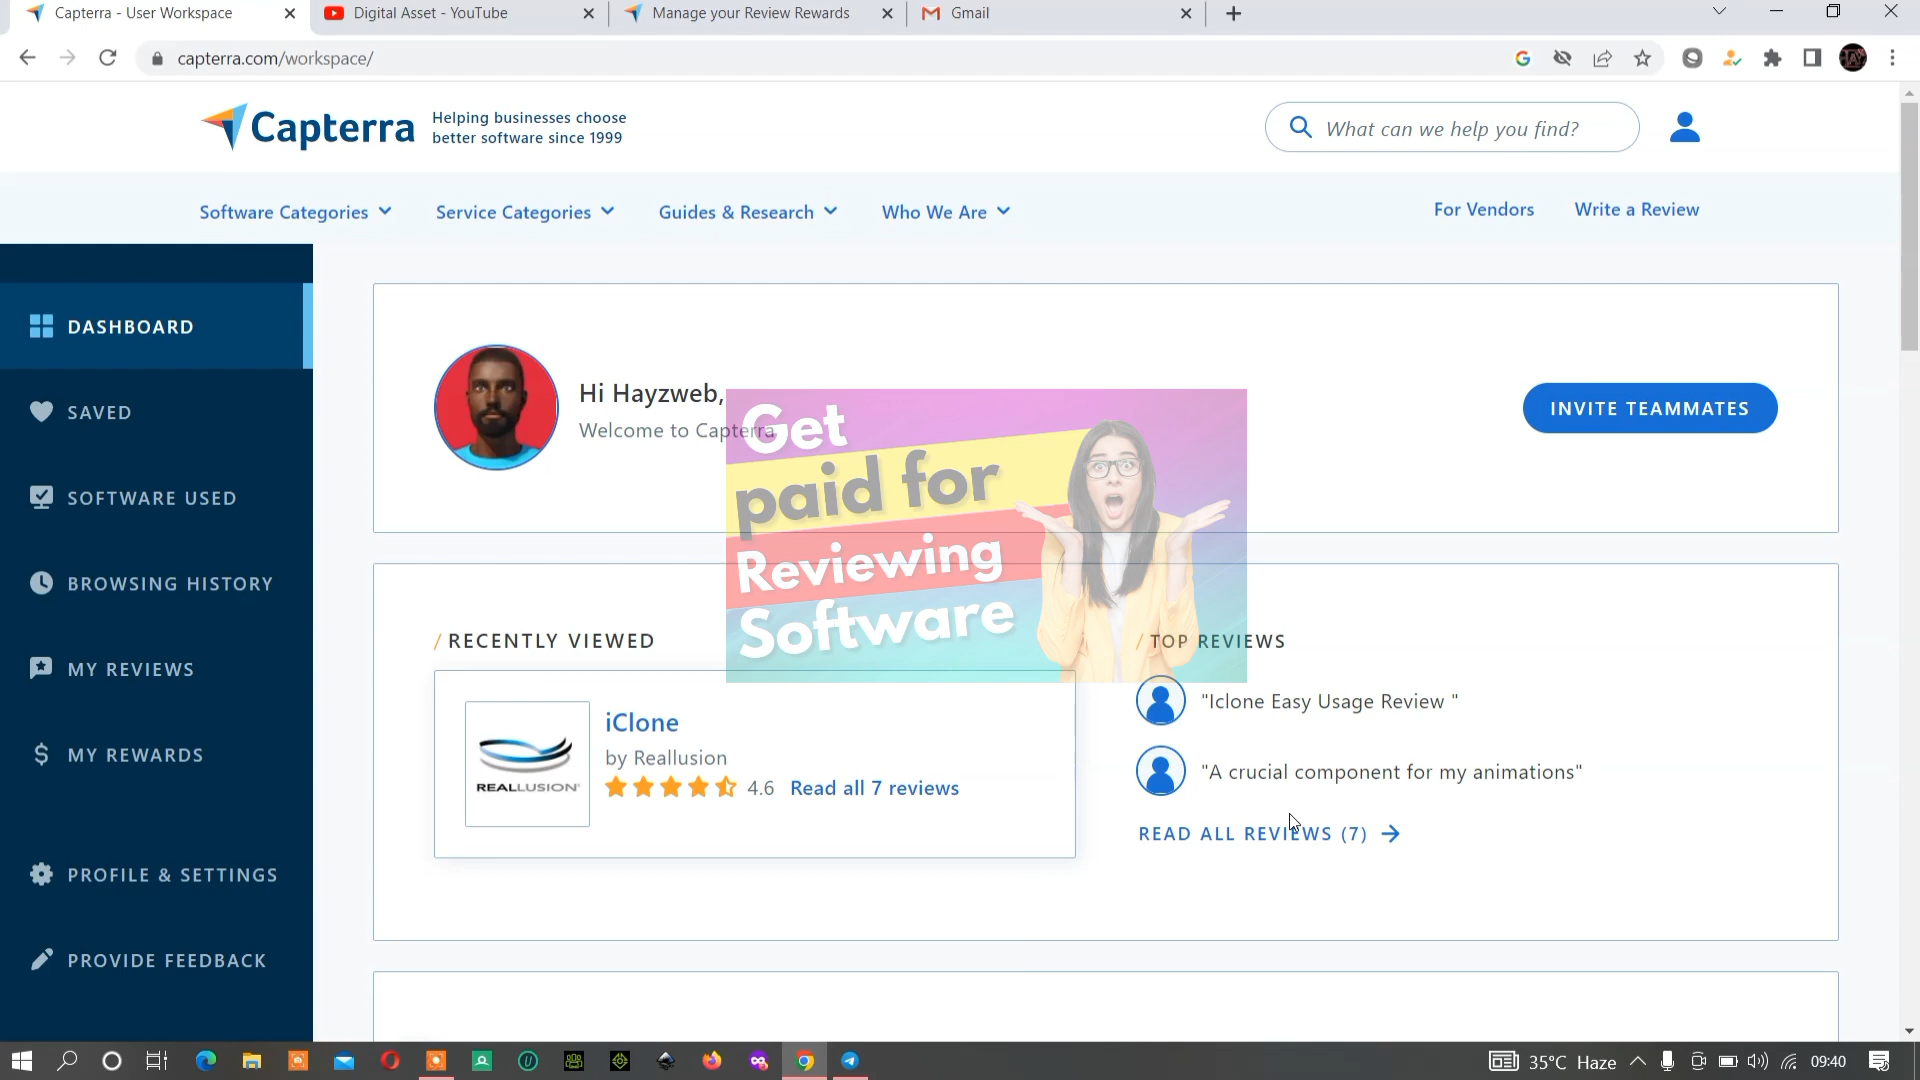 Capterra - User Workspace
Digital Asset - YouTube
Manage your Review Rewards
Gmail
capterra.com/workspace/
Capterra
Helping businesses choose
better software since 1999
What can we help you find?
Software Categories
Service Categories
Guides & Research
Who We Are
For Vendors
Write a Review
DASHBOARD
SAVED
SOFTWARE USED
BROWSING HISTORY
MY REVIEWS
MY REWARDS
PROFILE & SETTINGS
PROVIDE FEEDBACK
Hi Hayzweb,
Welcome to Capterra
INVITE TEAMMATES
Get
paid for
Reviewing
Software
/ RECENTLY VIEWED
REALLUSION
iClone
by Reallusion
4.6 Read all 7 reviews
/ TOP REVIEWS
"Iclone Easy Usage Review "
"A crucial component for my animations"
READ ALL REVIEWS (7)
35°C Haze
09:40